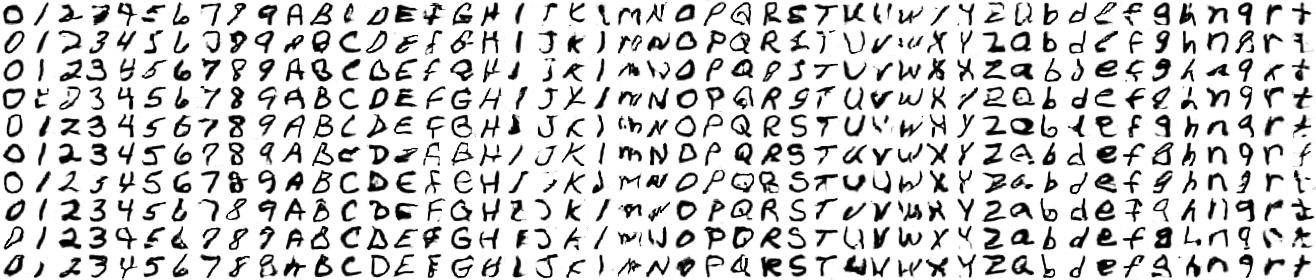 0 1 2 3 4 5 6 7 8 9 A B C D E f G H I J K l m N O P Q R S T U V W Y Z a b d e f g h n q r t
0 1 2 3 4 5 6 8 9 A B C D E F G H I J K l m N O P Q R S T U V W X Y Z a b d e f g h n g r t
0 1 2 3 4 5 6 7 8 9 A B C D E f Q H I J K l m W O P Q P S T U V W X X Z a b d e f g h n q r t
0 2 3 4 5 6 7 8 9 A B C D E F G H I J K l m N O P Q R S T U V W X Y Z a b d e f g h n q r t
0 1 2 3 4 5 6 7 8 9 A B C D E F G H I J K l m N O P Q R S T U V W X Y Z a b d e f g h n q r t
0 1 2 3 4 5 6 7 8 9 A B C D E A B H I J K l m N O P Q R S T U V W X Y Z a b d e f g h n q r t
0 1 2 3 4 5 6 7 8 9 A B C D E F C H I J K l m N O P Q R S T U V W X Y Z a b d e f g h n q r t
0 1 2 3 4 5 6 7 8 9 A B C D E F G H I J K l m N O P Q R S T U V W X Y Z a b d e f g h n q r t
0 1 2 3 4 5 6 7 8 9 A B C D E F G H I J K l m N O P Q R S T U V W X Y Z a b d e f g h n q r t
0 1 2 3 4 5 6 7 8 8 A B C D E F G H I J K l m N O P Q R S T U V W X Y Z a b d e f g h n q r t